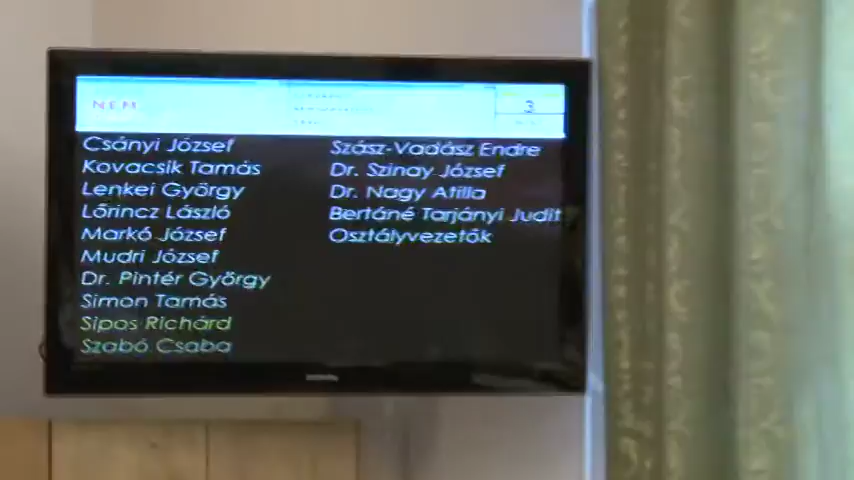 NEM
3
Csányi József
Kovacsik Tamás
Lenkei György
Lőrincz László
Markó József
Mudri József
Dr. Pintér György
Simon Tamás
Sipos Richárd
Szabó Csaba
Szász-Vadász Endre
Dr. Szinay József
Dr. Nagy Atilla
Bertáné Tarjányi Judit
Osztályvezetők